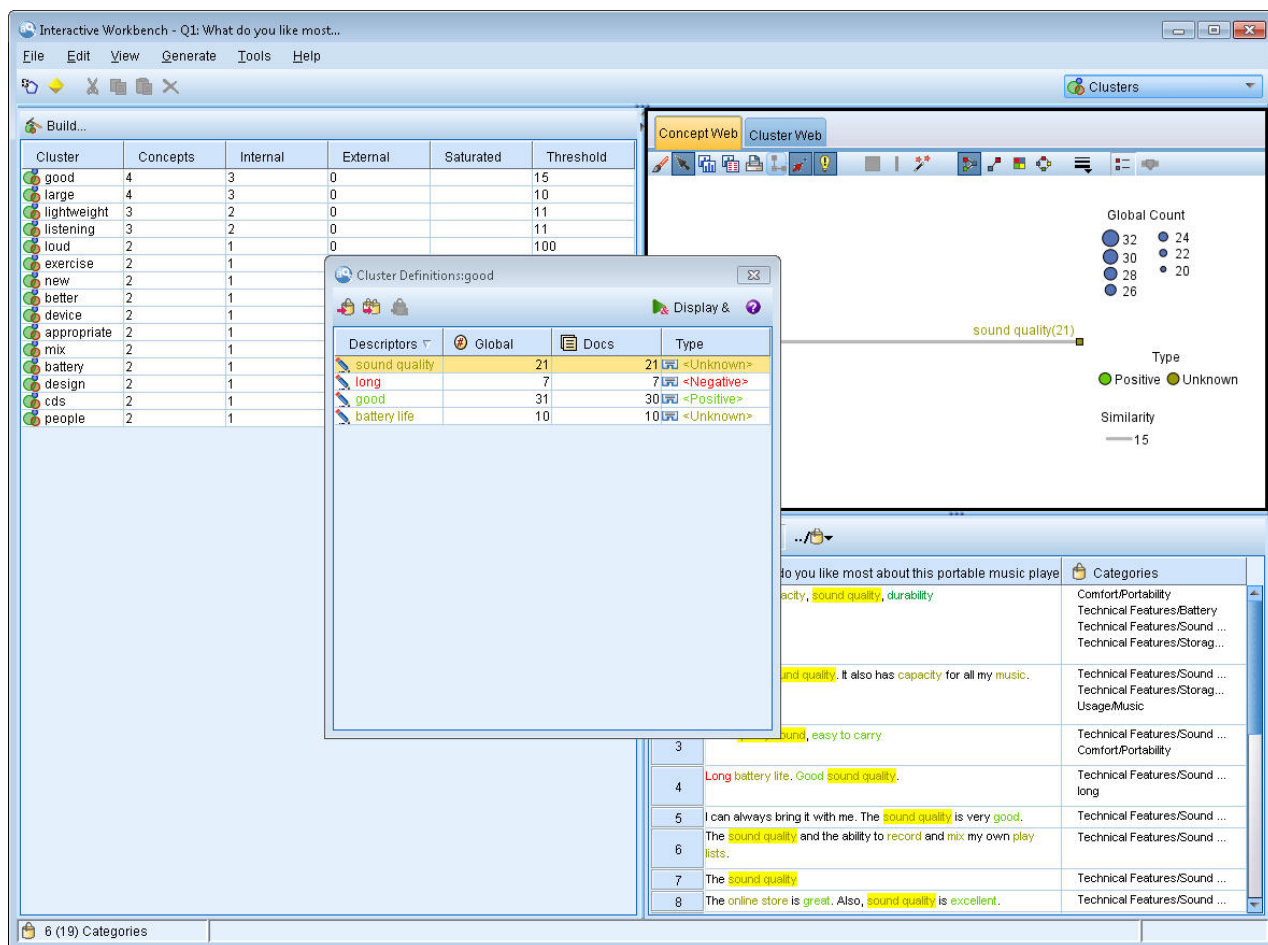 Interactive Workbench - Q1: What do you like most...
File Edit View Generate Tools Help
Clusters
Build...
Cluster Concepts Internal External Saturated Threshold
good 4 3 0 15
large 4 3 0 10
lightweight 3 2 0 11
listening 3 2 0 11
loud 2 1 0 100
exercise 2 1
new 2 1
better 2 1
device 2 1
appropriate 2 1
mix 2 1
battery 2 1
design 2 1
cds 2 1
people 2 1
Cluster Definitions:good
Display &
Descriptors Global Docs Type
sound quality 21 21 <Unknown>
long 7 7 <Negative>
good 31 30 <Positive>
battery life 10 10 <Unknown>
Concept Web Cluster Web
Global Count
32 24
30 22
28 20
26
sound quality(21)
Type
Positive Unknown
Similarity
15
../
do you like most about this portable music playe Categories
acity, sound quality, durability
Comfort/Portability
Technical Features/Battery
Technical Features/Sound ...
Technical Features/Storag...
und quality. It also has capacity for all my music.
Technical Features/Sound ...
Technical Features/Storag...
Usage/Music
3 und, easy to carry
Technical Features/Sound ...
Comfort/Portability
4 Long battery life. Good sound quality.
Technical Features/Sound ...
long
5 I can always bring it with me. The sound quality is very good. Technical Features/Sound ...
6 The sound quality and the ability to record and mix my own play
lists.
Technical Features/Sound ...
7 The sound quality Technical Features/Sound ...
8 The online store is great. Also, sound quality is excellent. Technical Features/Sound ...
6 (19) Categories